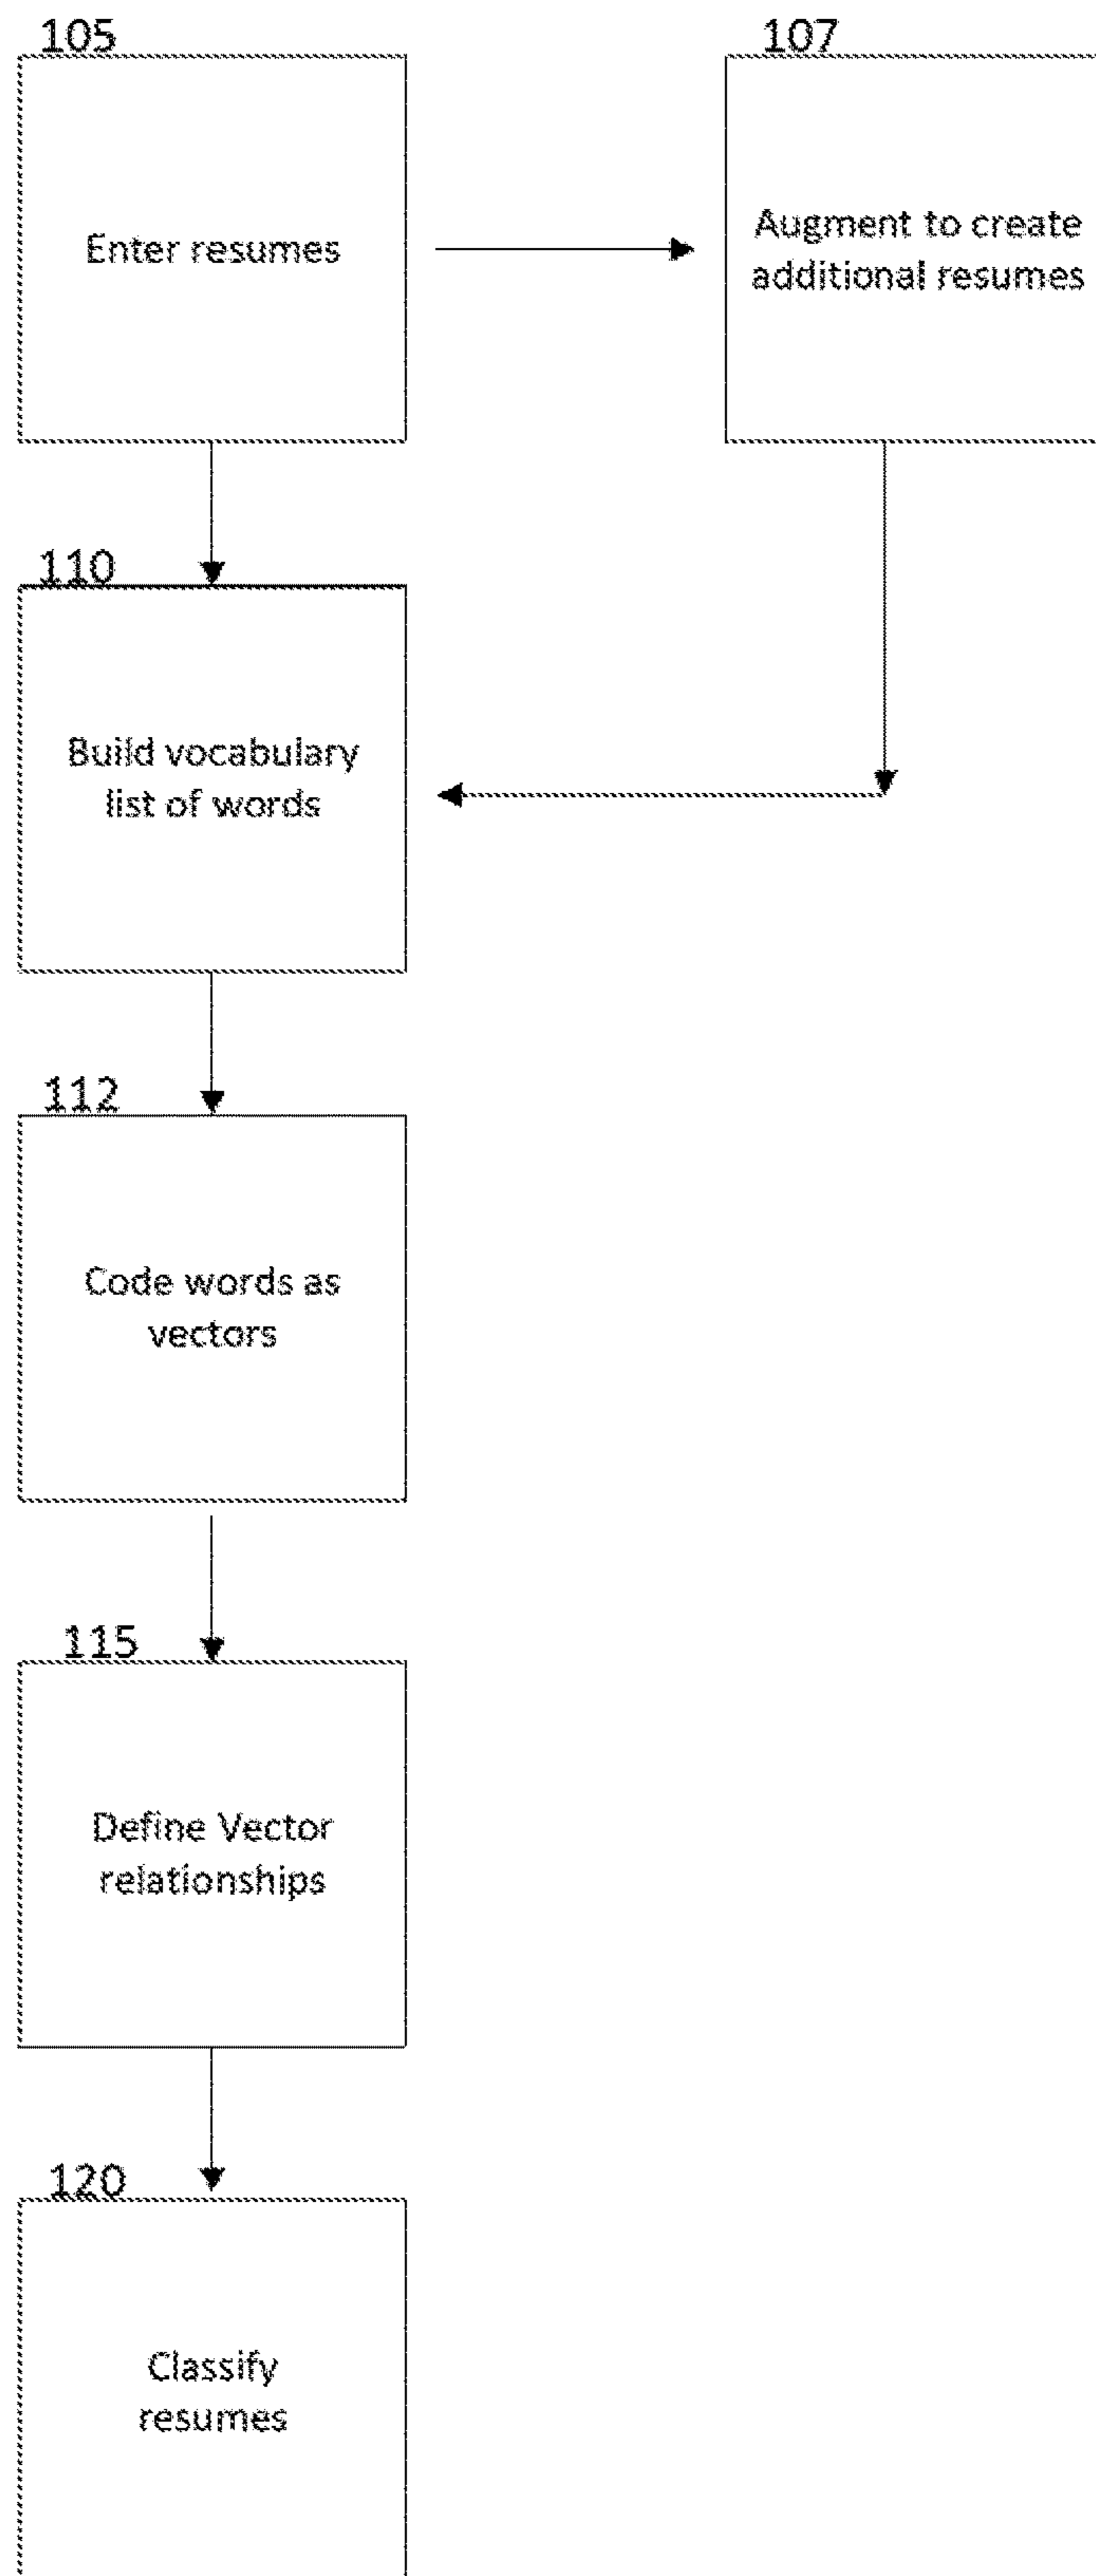 105
Enter resumes
107
Augment to create
additional resumes
110
Build vocabulary
list of words
112
Code words as
vectors
115
Define Vector
relationships
120
Classify
resumes